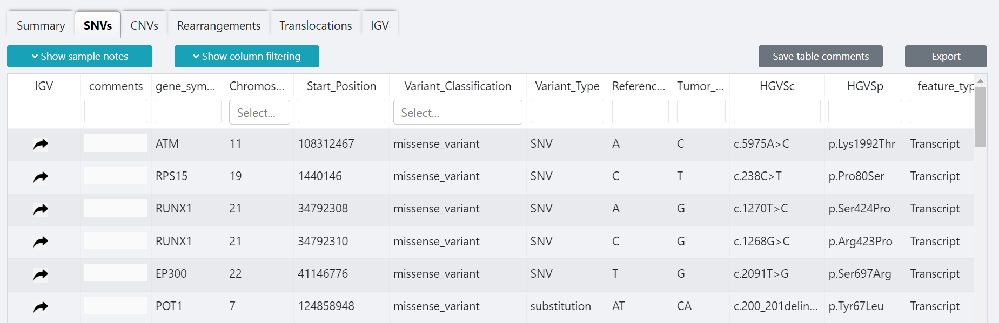 Summary SNVs CNVs Rearrangements Translocations IGV
Show sample notes Show column filtering Save table comments Export
IGV comments gene_sym... Chromos... Start_Position Variant_Classification Variant_Type Referenc... Tumor_... HGVSc HGVSp feature_typ
Select... Select...
ATM 11 108312467 missense_variant SNV A C c.5975A>C p.Lys1992Thr Transcript
RPS15 19 1440146 missense_variant SNV C T c.238C>T p.Pro80Ser Transcript
RUNX1 21 34792308 missense_variant SNV A G c.1270T>C p.Ser424Pro Transcript
RUNX1 21 34792310 missense_variant SNV C G c.1268G>C p.Arg423Pro Transcript
EP300 22 41146776 missense_variant SNV T G c.2091T>G p.Ser697Arg Transcript
POT1 7 124858948 missense_variant substitution AT CA c.200_201delin... p.Tyr67Leu Transcript